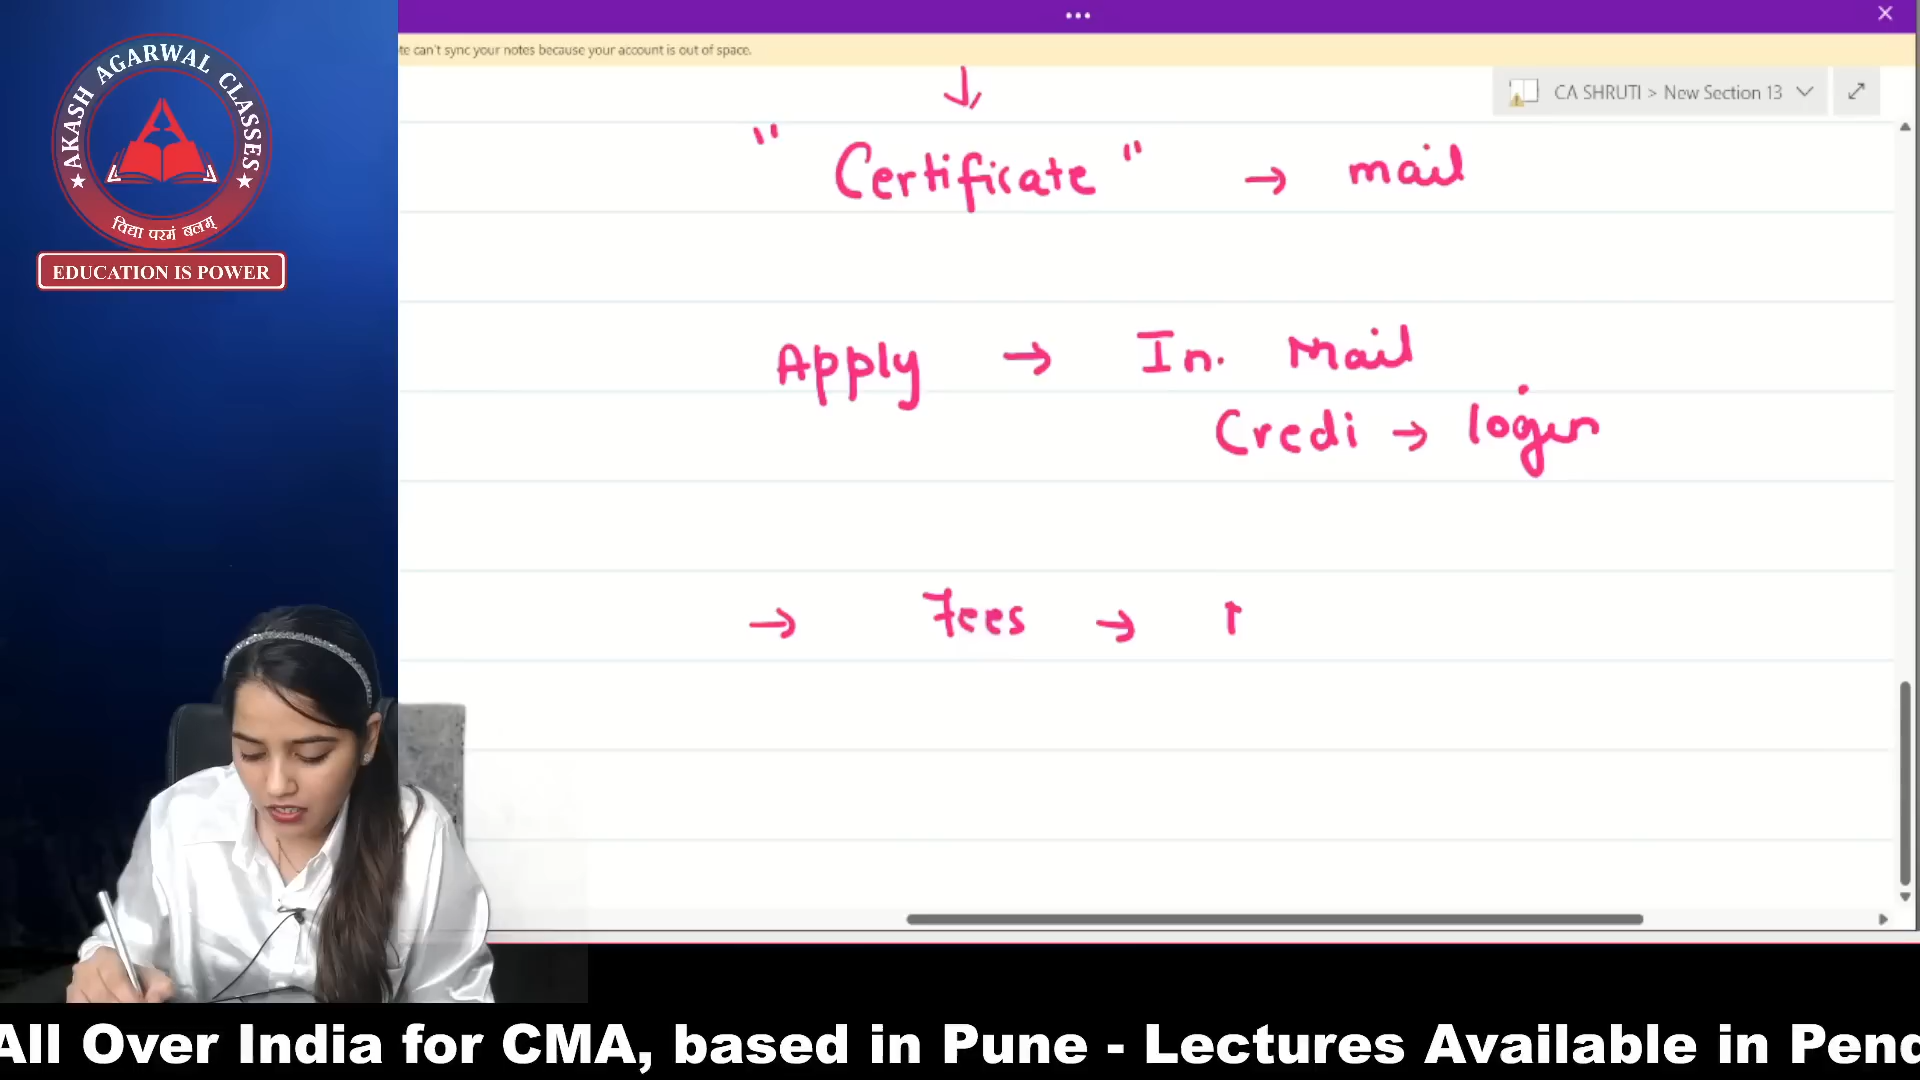 AKASH AGARWAL CLASSES
विद्या परमं बलम्
EDUCATION IS POWER
te can't sync your notes because your account is out of space.
CA SHRUTI > New Section 13
" Certificate " → mail
Apply → In. Mail
Credi → login
→ Fees →
All Over India for CMA, based in Pune - Lectures Available in Pend